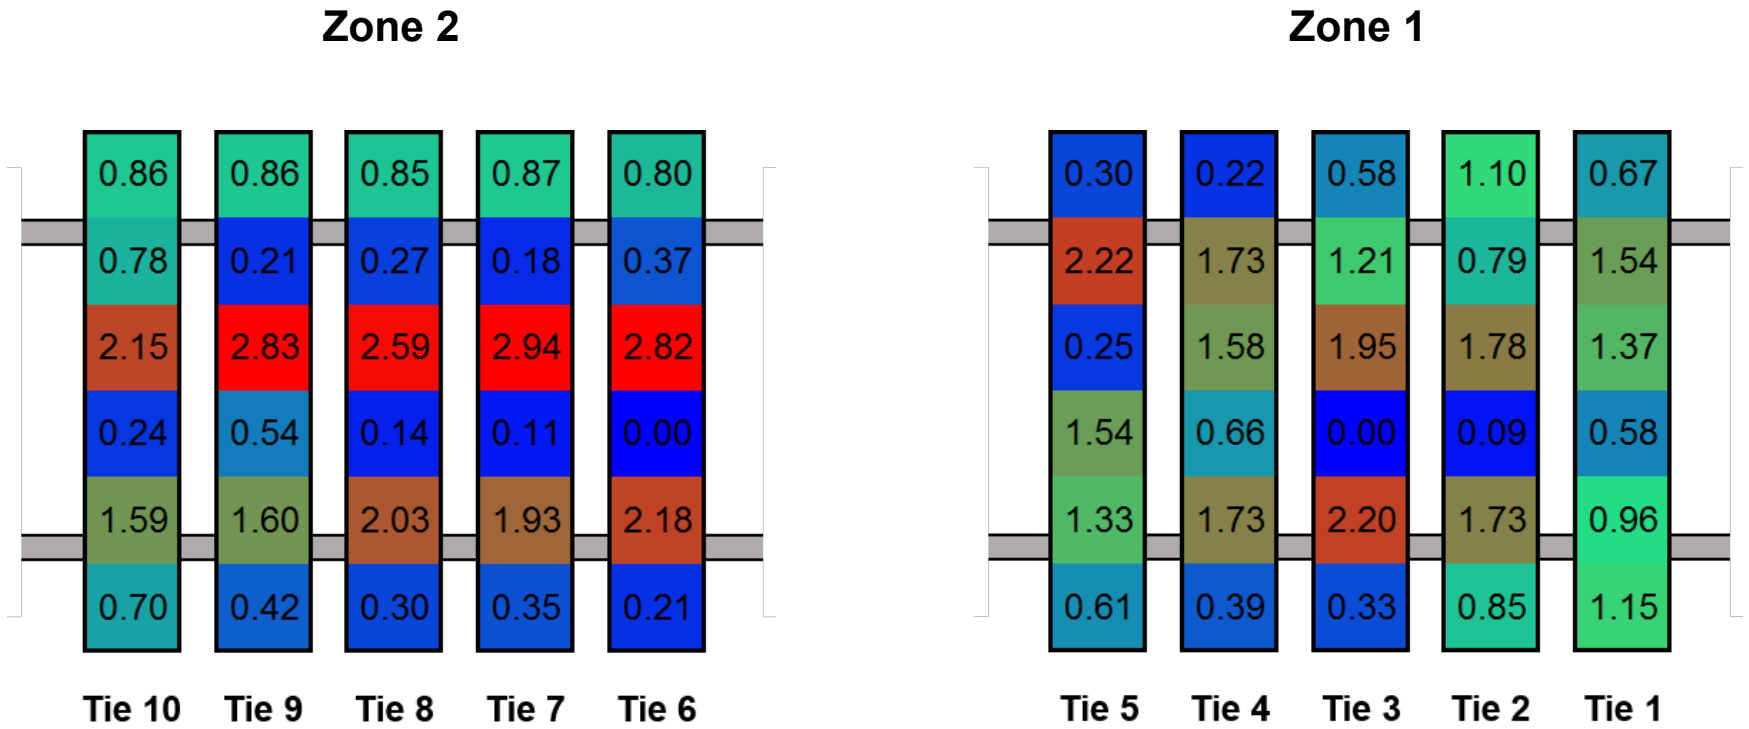 Zone 2 Zone 1
0.86 0.86 0.85 0.87 0.80 0.30 0.22 0.58 1.10 0.67
0.78 0.21 0.27 0.18 0.37 2.22 1.73 1.21 0.79 1.54
2.15 2.83 2.59 2.94 2.82 0.25 1.58 1.95 1.78 1.37
0.24 0.54 0.14 0.11 0.00 1.54 0.66 0.00 0.09 0.58
1.59 1.60 2.03 1.93 2.18 1.33 1.73 2.20 1.73 0.96
0.70 0.42 0.30 0.35 0.21 0.61 0.39 0.33 0.85 1.15
Tie 10 Tie 9 Tie 8 Tie 7 Tie 6 Tie 5 Tie 4 Tie 3 Tie 2 Tie 1